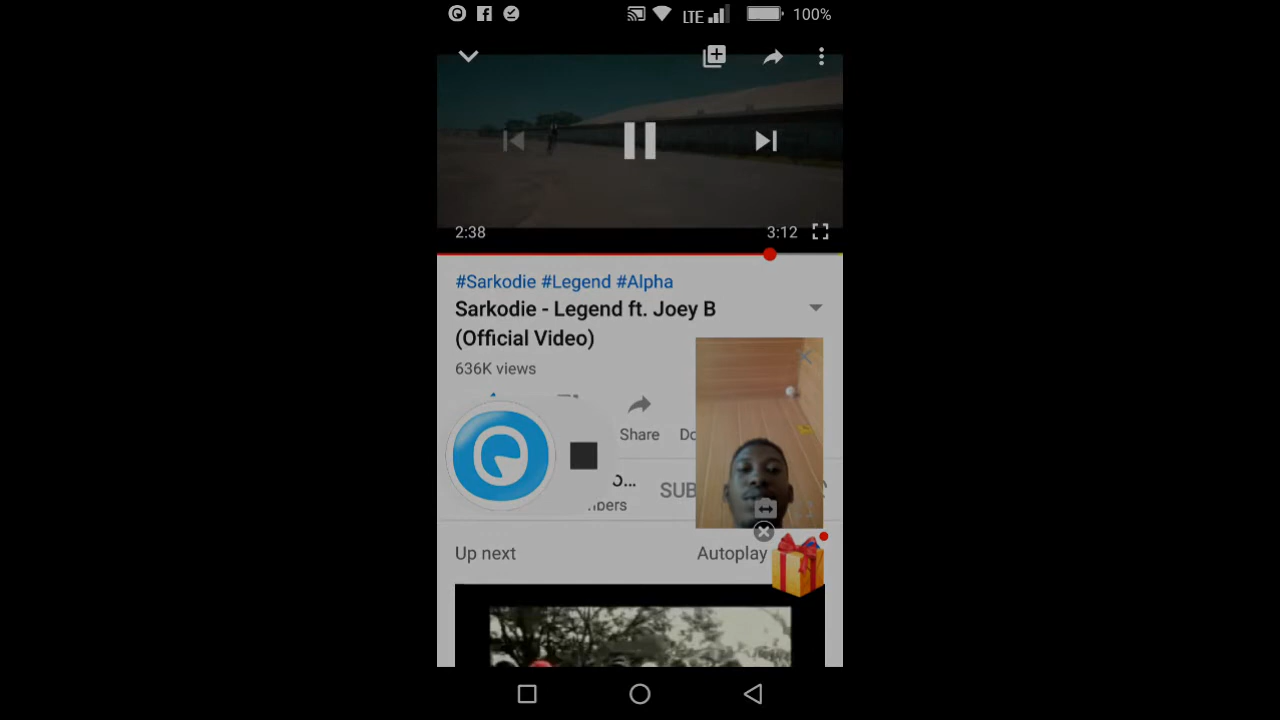 LTE 100%
2:38 3:12
#Sarkodie #Legend #Alpha
Sarkodie - Legend ft. Joey B
(Official Video)
636K views
Share
SUB
Up next Autoplay